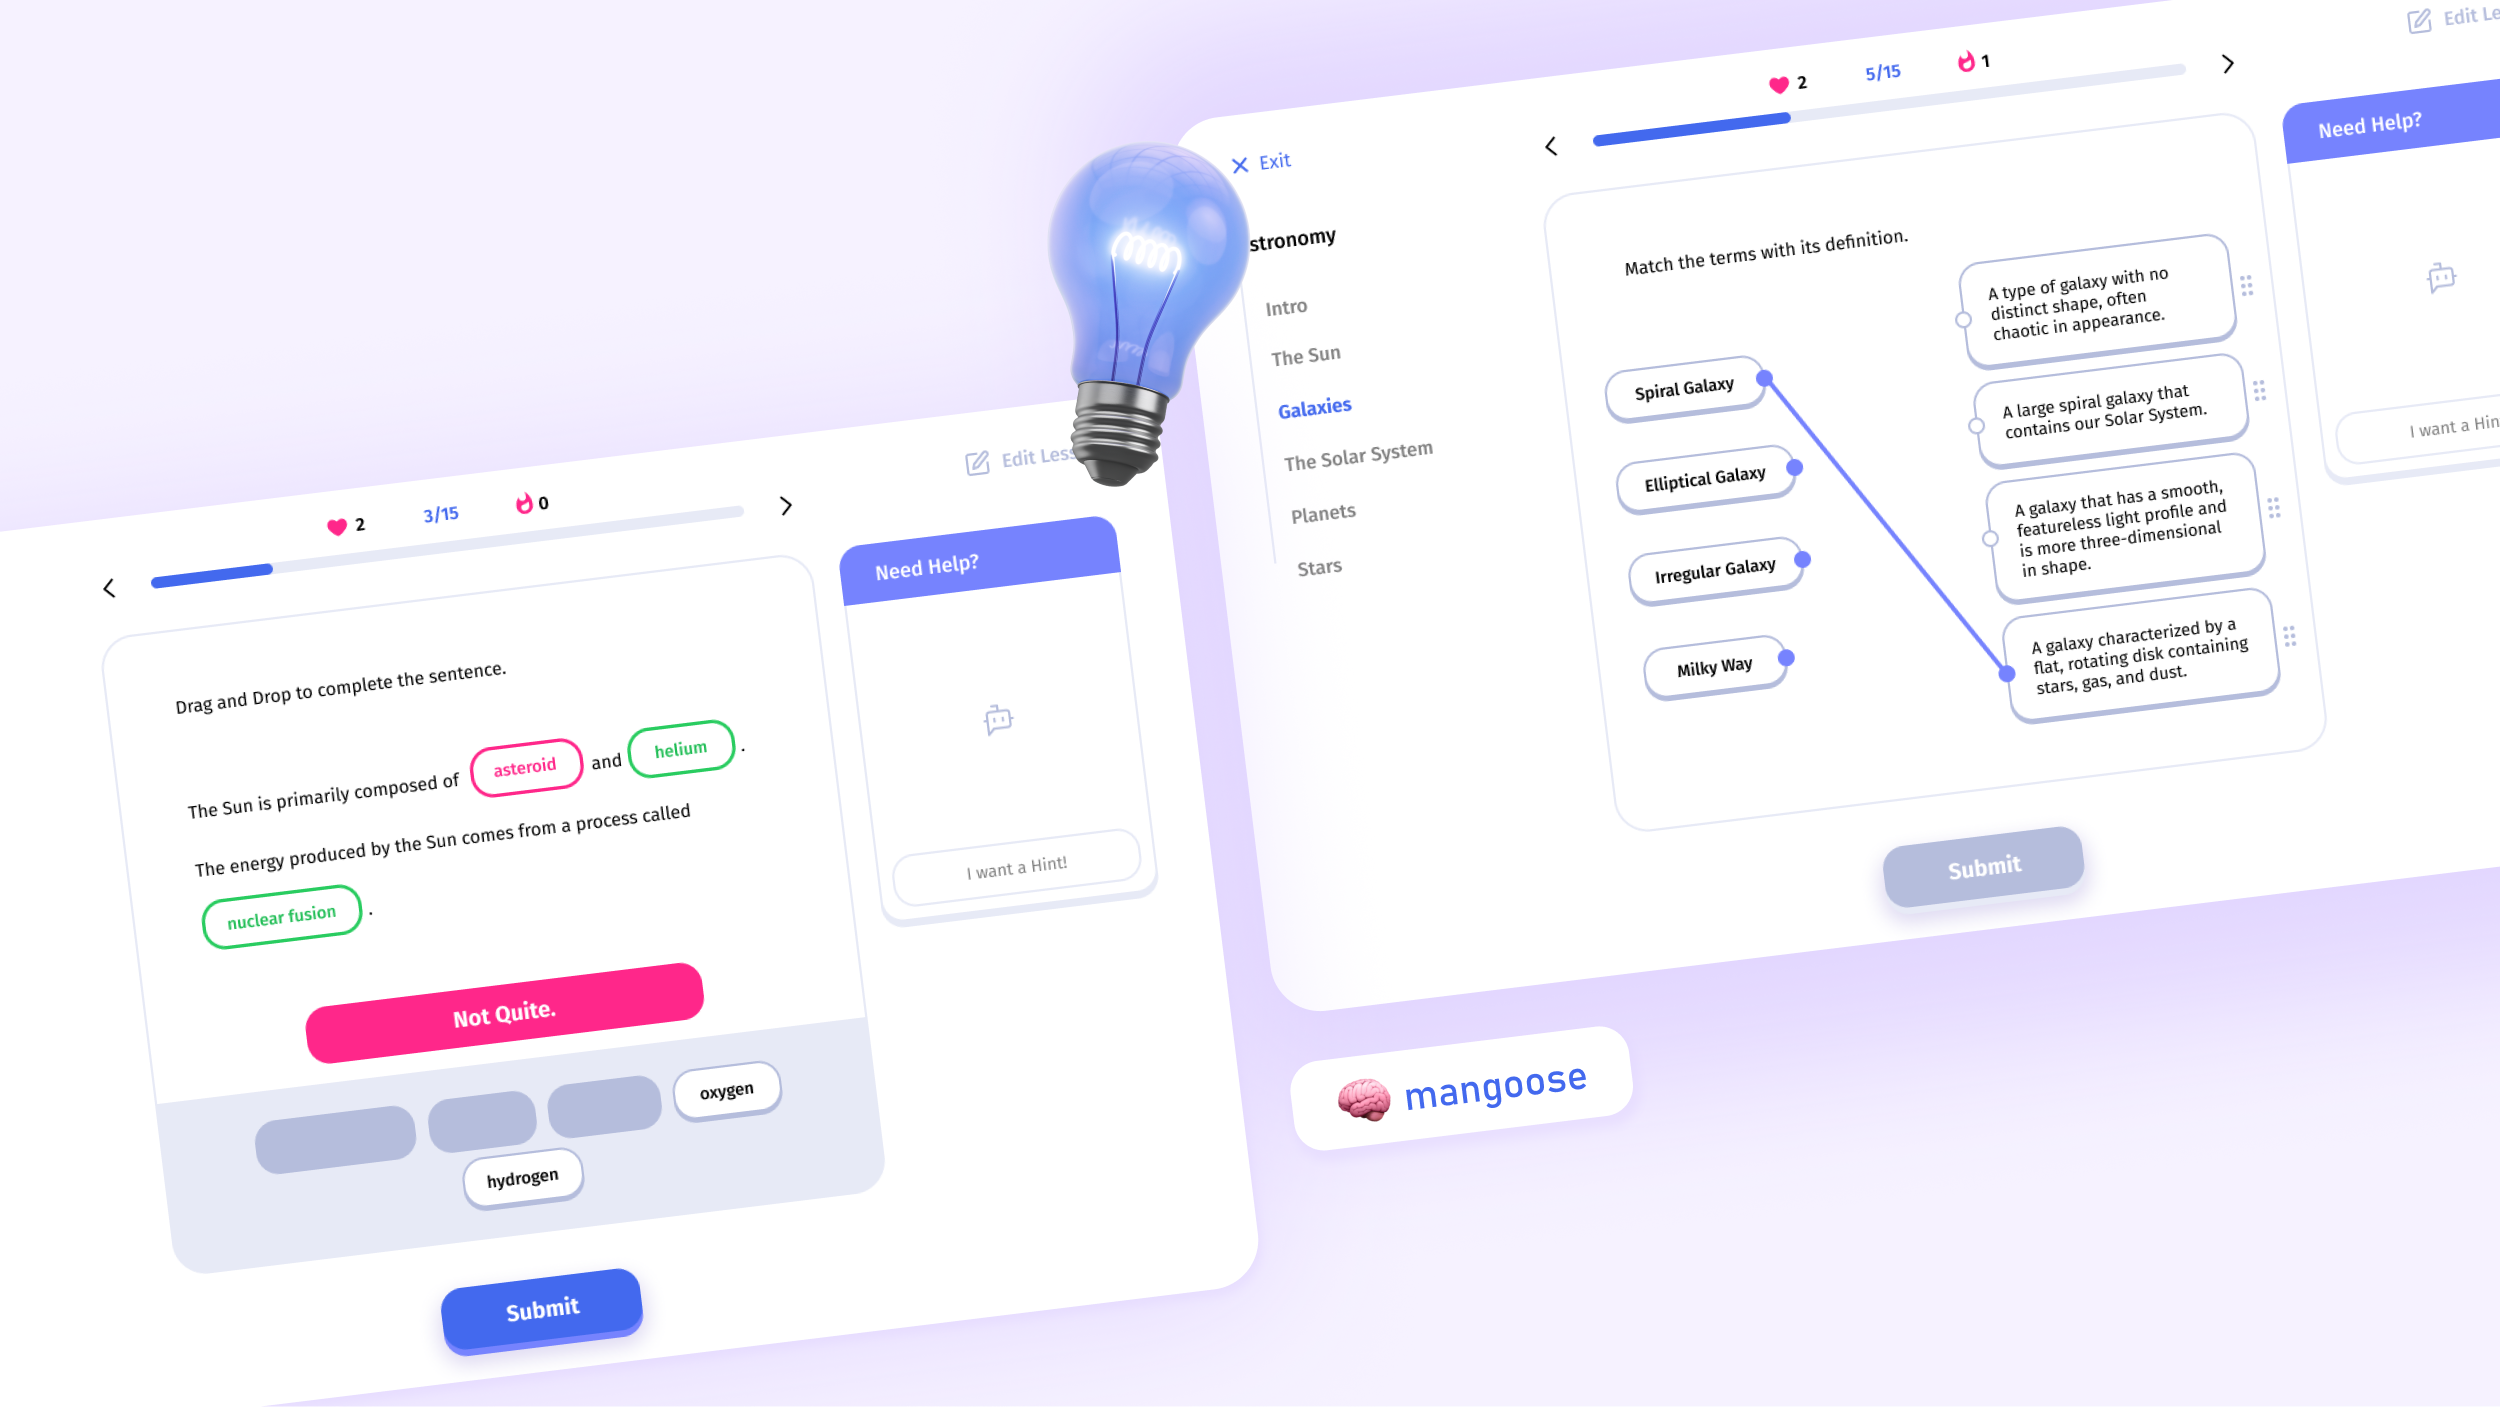 2
3/15
0
Edit Less
Drag and Drop to complete the sentence.
The Sun is primarily composed of asteroid and helium .
The energy produced by the Sun comes from a process called
nuclear fusion .
Not Quite.
oxygen
hydrogen
Submit
Need Help?
I want a Hint!
Exit
stronomy
Intro
The Sun
Galaxies
The Solar System
Planets
Stars
2
5/15
1
Edit Le
Match the terms with its definition.
Spiral Galaxy
Elliptical Galaxy
Irregular Galaxy
Milky Way
A type of galaxy with no
distinct shape, often
chaotic in appearance.
A large spiral galaxy that
contains our Solar System.
A galaxy that has a smooth,
featureless light profile and
is more three-dimensional
in shape.
A galaxy characterized by a
flat, rotating disk containing
stars, gas, and dust.
Submit
Need Help?
I want a Hin
mangoose